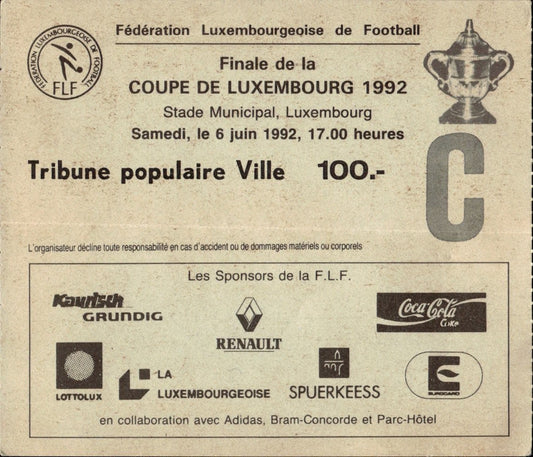 Fédération Luxembourgeoise de Football
FÉDÉRATION LUXEMBOURGEOISE DE FOOTBALL
FLF
Finale de la
COUPE DE LUXEMBOURG 1992
Stade Municipal, Luxembourg
Samedi, le 6 juin 1992, 17.00 heures
Tribune populaire Ville 100.-
C
L'organisateur décline toute responsabilité en cas d'accident ou de dommages matériels ou corporels
Les Sponsors de la F.L.F.
Kaurisch
GRUNDIG
RENAULT
Coca-Cola
Coke
LOTTOLUX
LA
LUXEMBOURGEOISE
SPUERKEESS
EUROCARD
en collaboration avec Adidas, Bram-Concorde et Parc-Hôtel